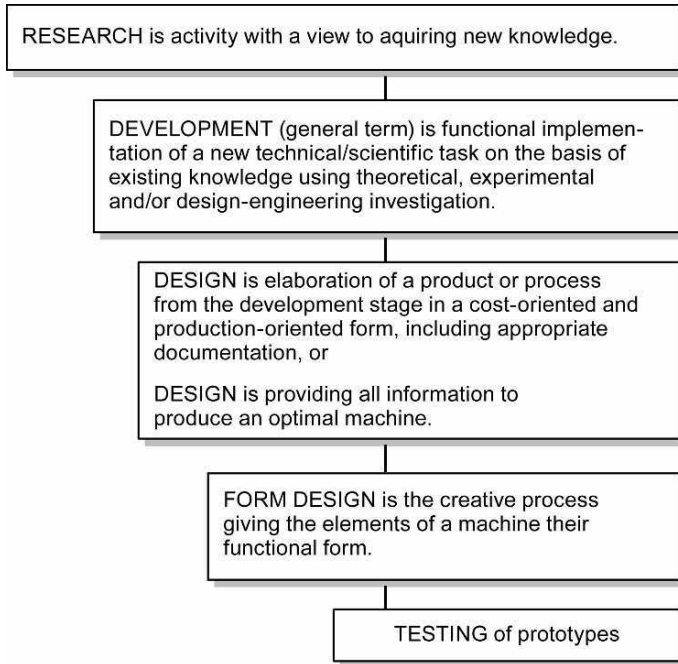 RESEARCH is activity with a view to aquiring new knowledge.
DEVELOPMENT (general term) is functional implemen-
tation of a new technical/scientific task on the basis of
existing knowledge using theoretical, experimental
and/or design-engineering investigation.
DESIGN is elaboration of a product or process
from the development stage in a cost-oriented and
production-oriented form, including appropriate
documentation, or
DESIGN is providing all information to
produce an optimal machine.
FORM DESIGN is the creative process
giving the elements of a machine their
functional form.
TESTING of prototypes